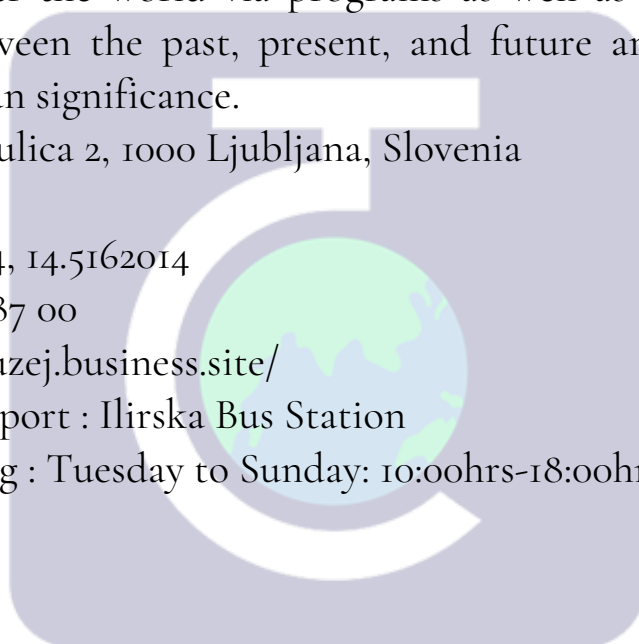 the world via programs as well as
ween the past, present, and future
an significance.
ulica 2, 1000 Ljubljana, Slovenia
4, 14.5162014
87 00
uzej.business.site/
port : Ilirska Bus Station
g : Tuesday to Sunday: 10:00hrs-18:00hr